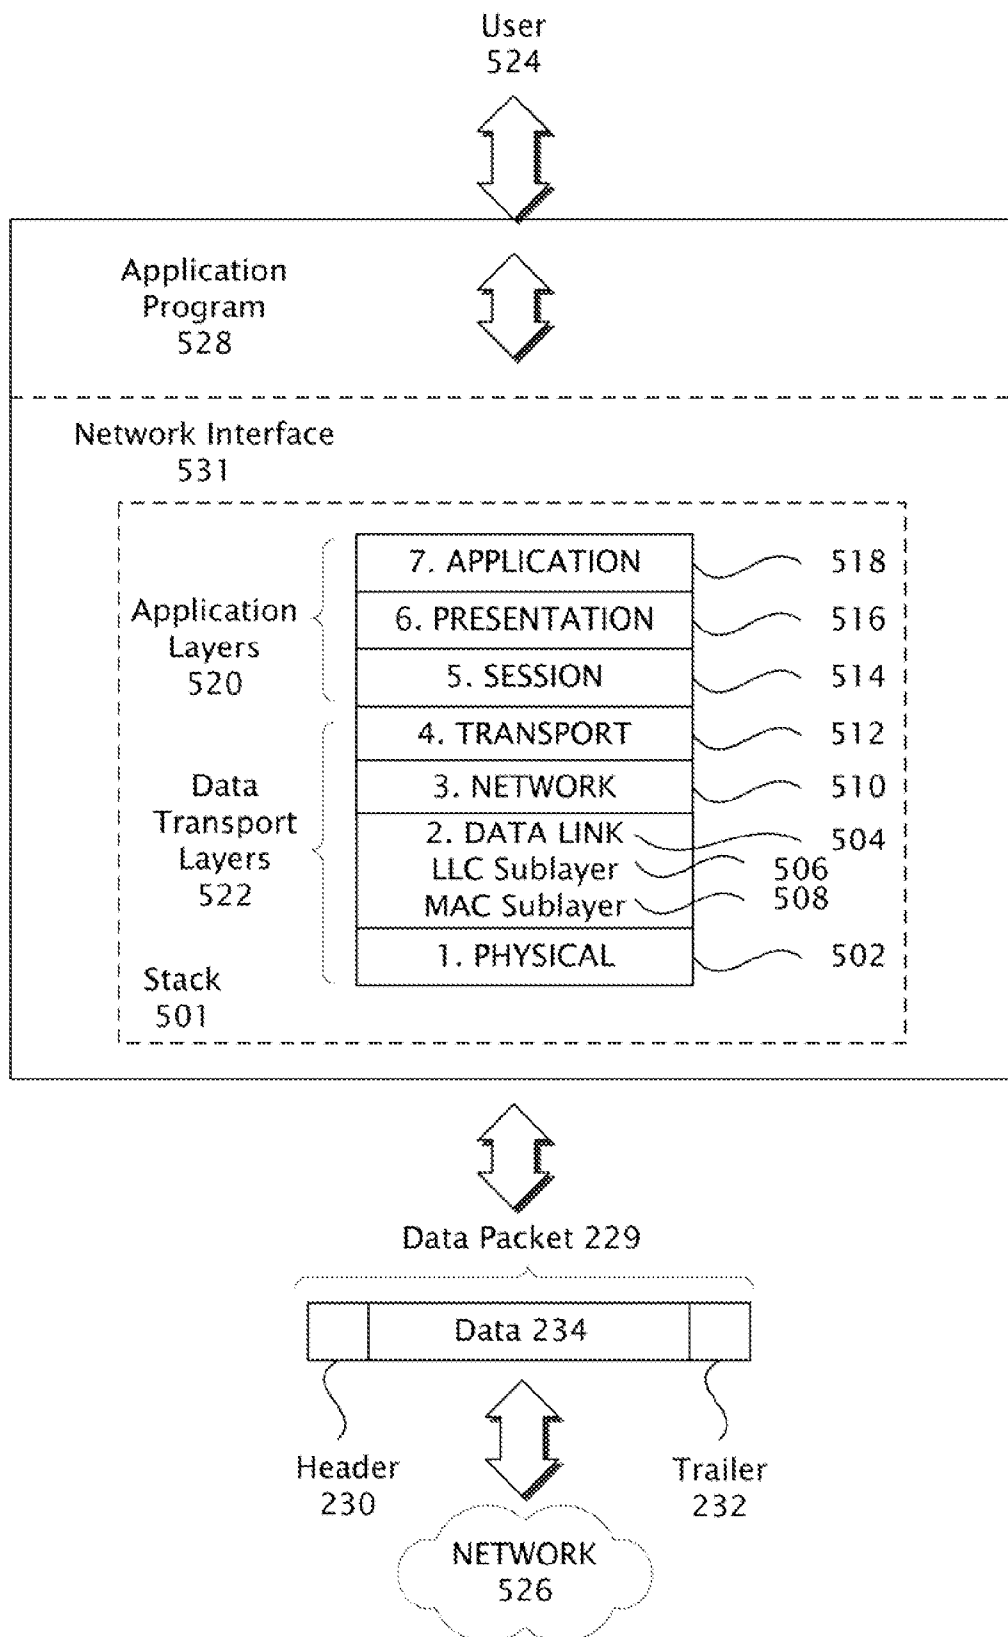 User
524
Application
Program
528
Network Interface
531
7. APPLICATION
518
6. PRESENTATION
516
Application
Layers
520
5. SESSION
514
4. TRANSPORT
512
3. NETWORK
510
Data
Transport
Layers
522
2. DATA LINK
504
LLC Sublayer
506
MAC Sublayer
508
1. PHYSICAL
502
Stack
501
Data Packet 229
Data 234
Header
230
Trailer
232
NETWORK
526